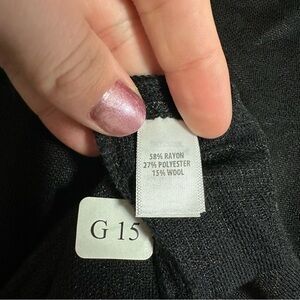 58% RAYON
27% POLYESTER
15% WOOL
G 15